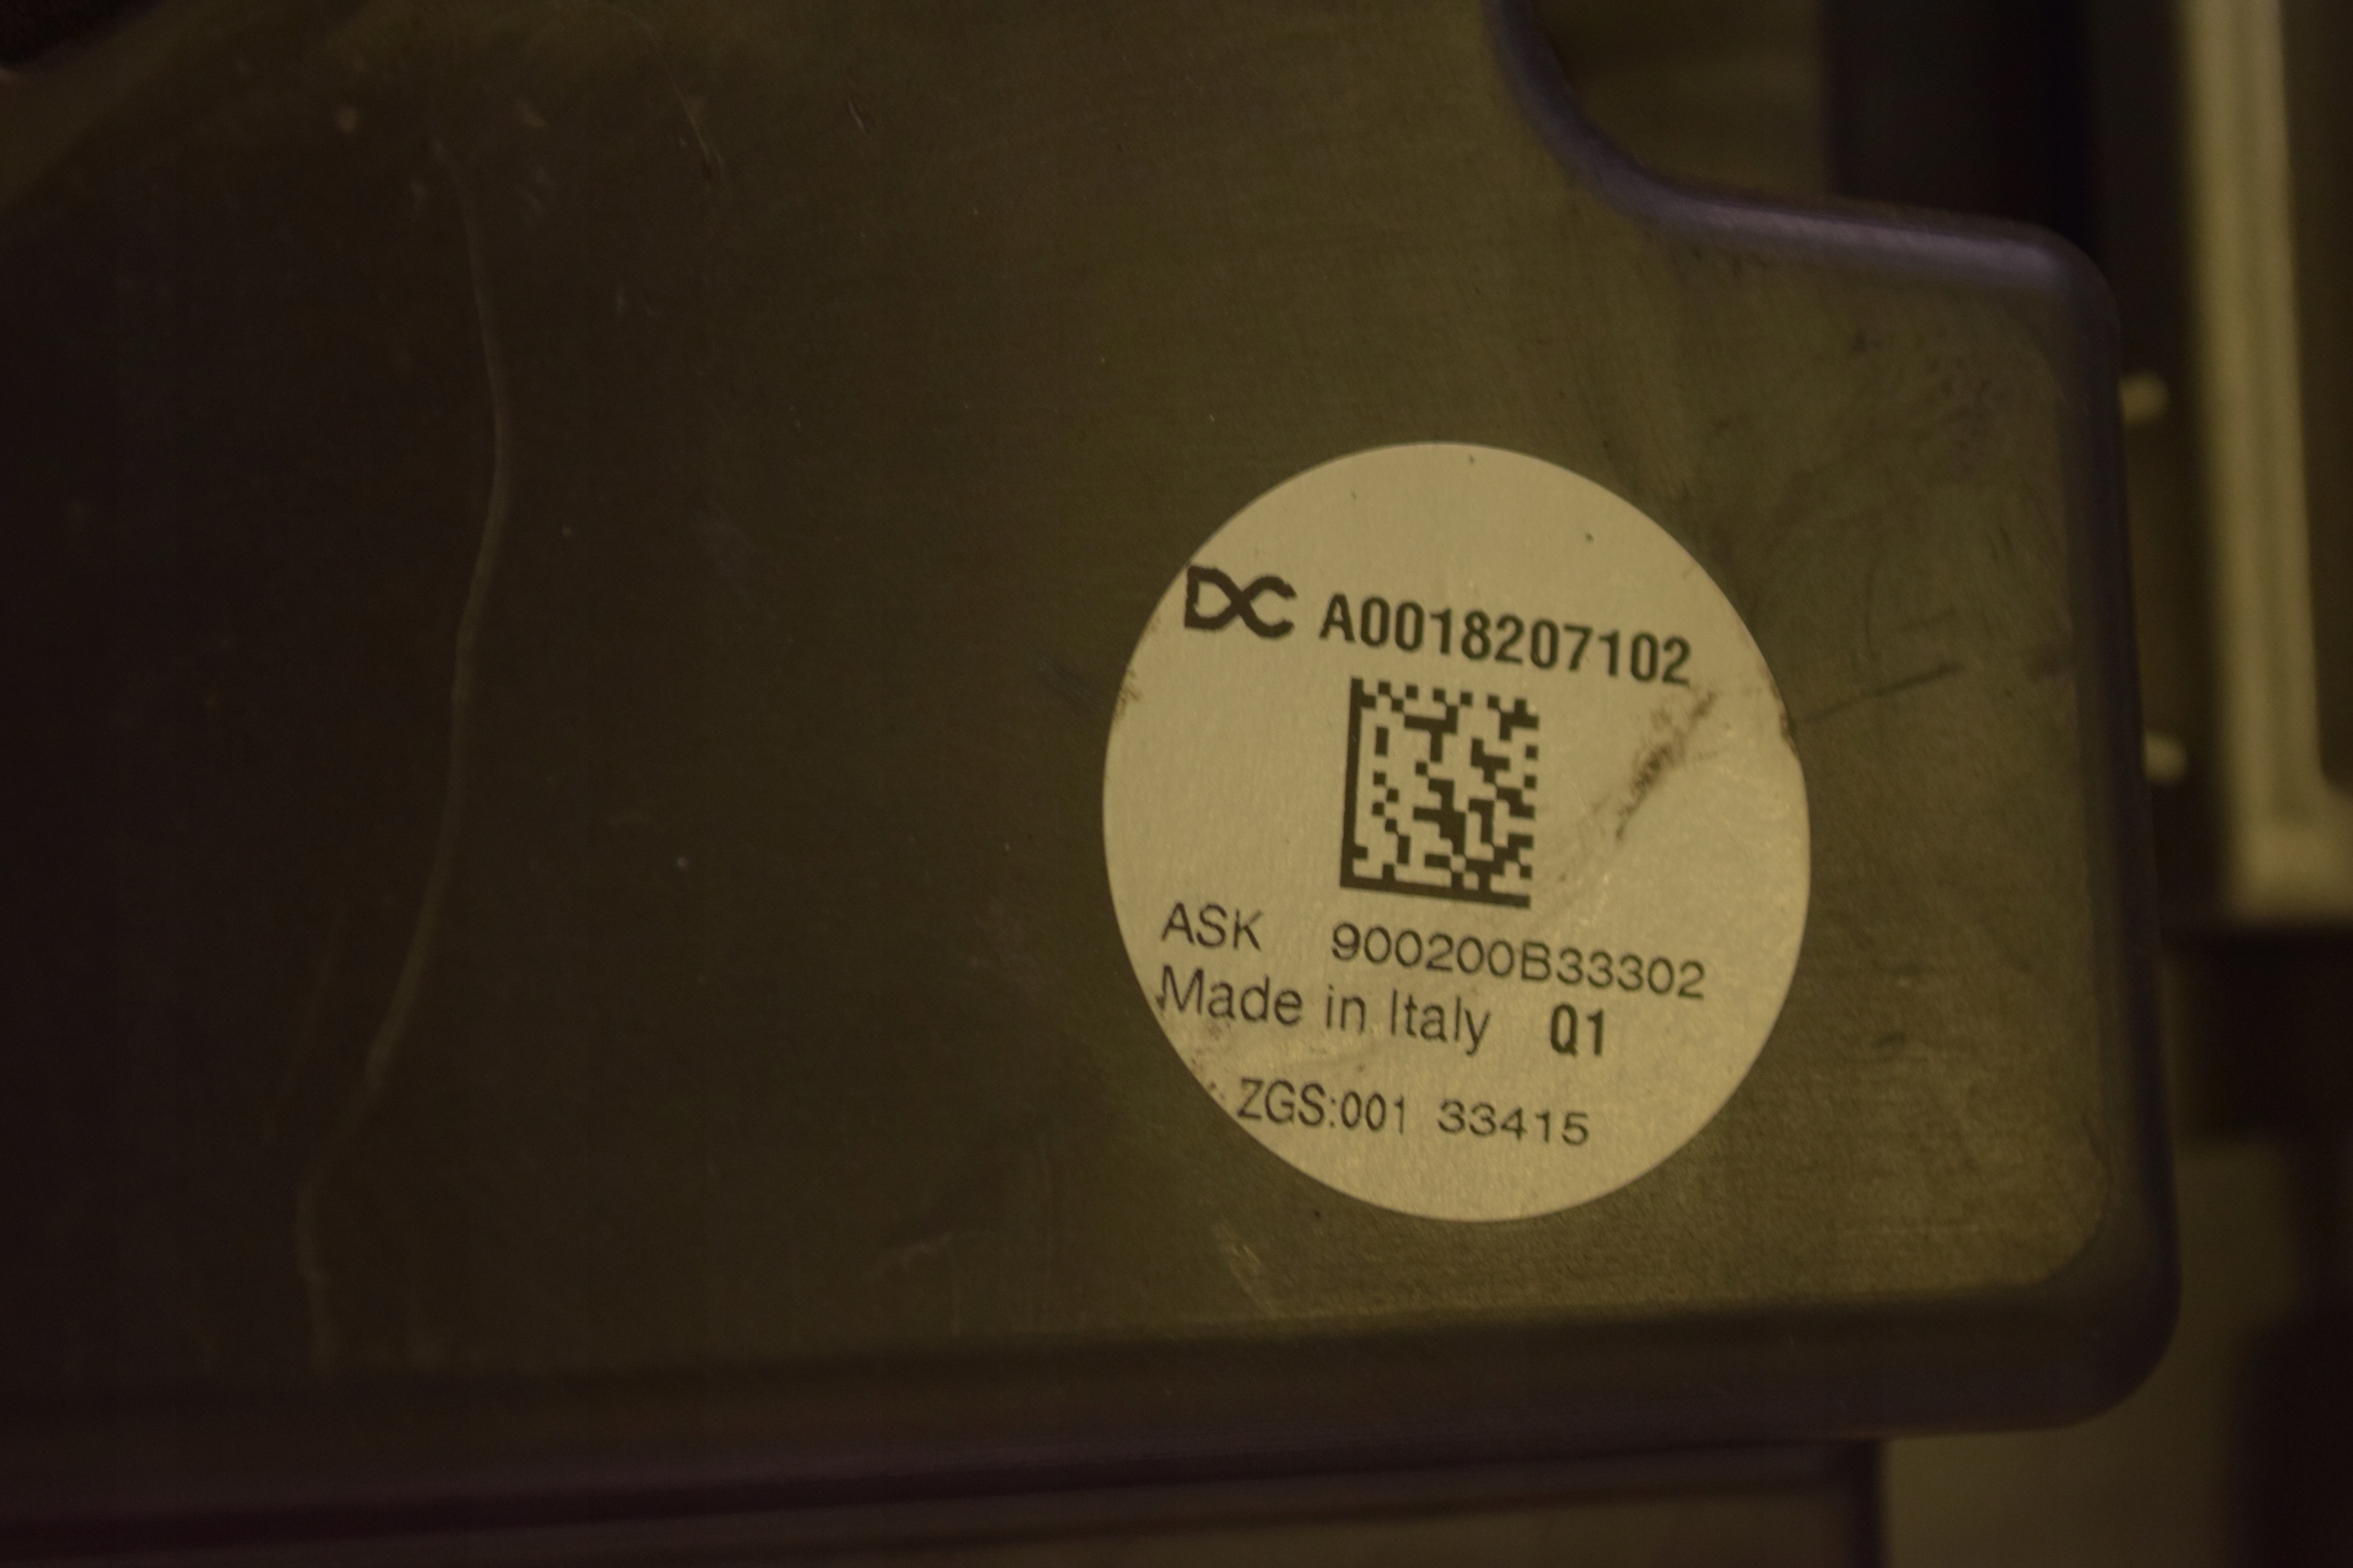 DC A0018207102
ASK 900200B33302
Made in Italy Q1
ZGS:001 33415